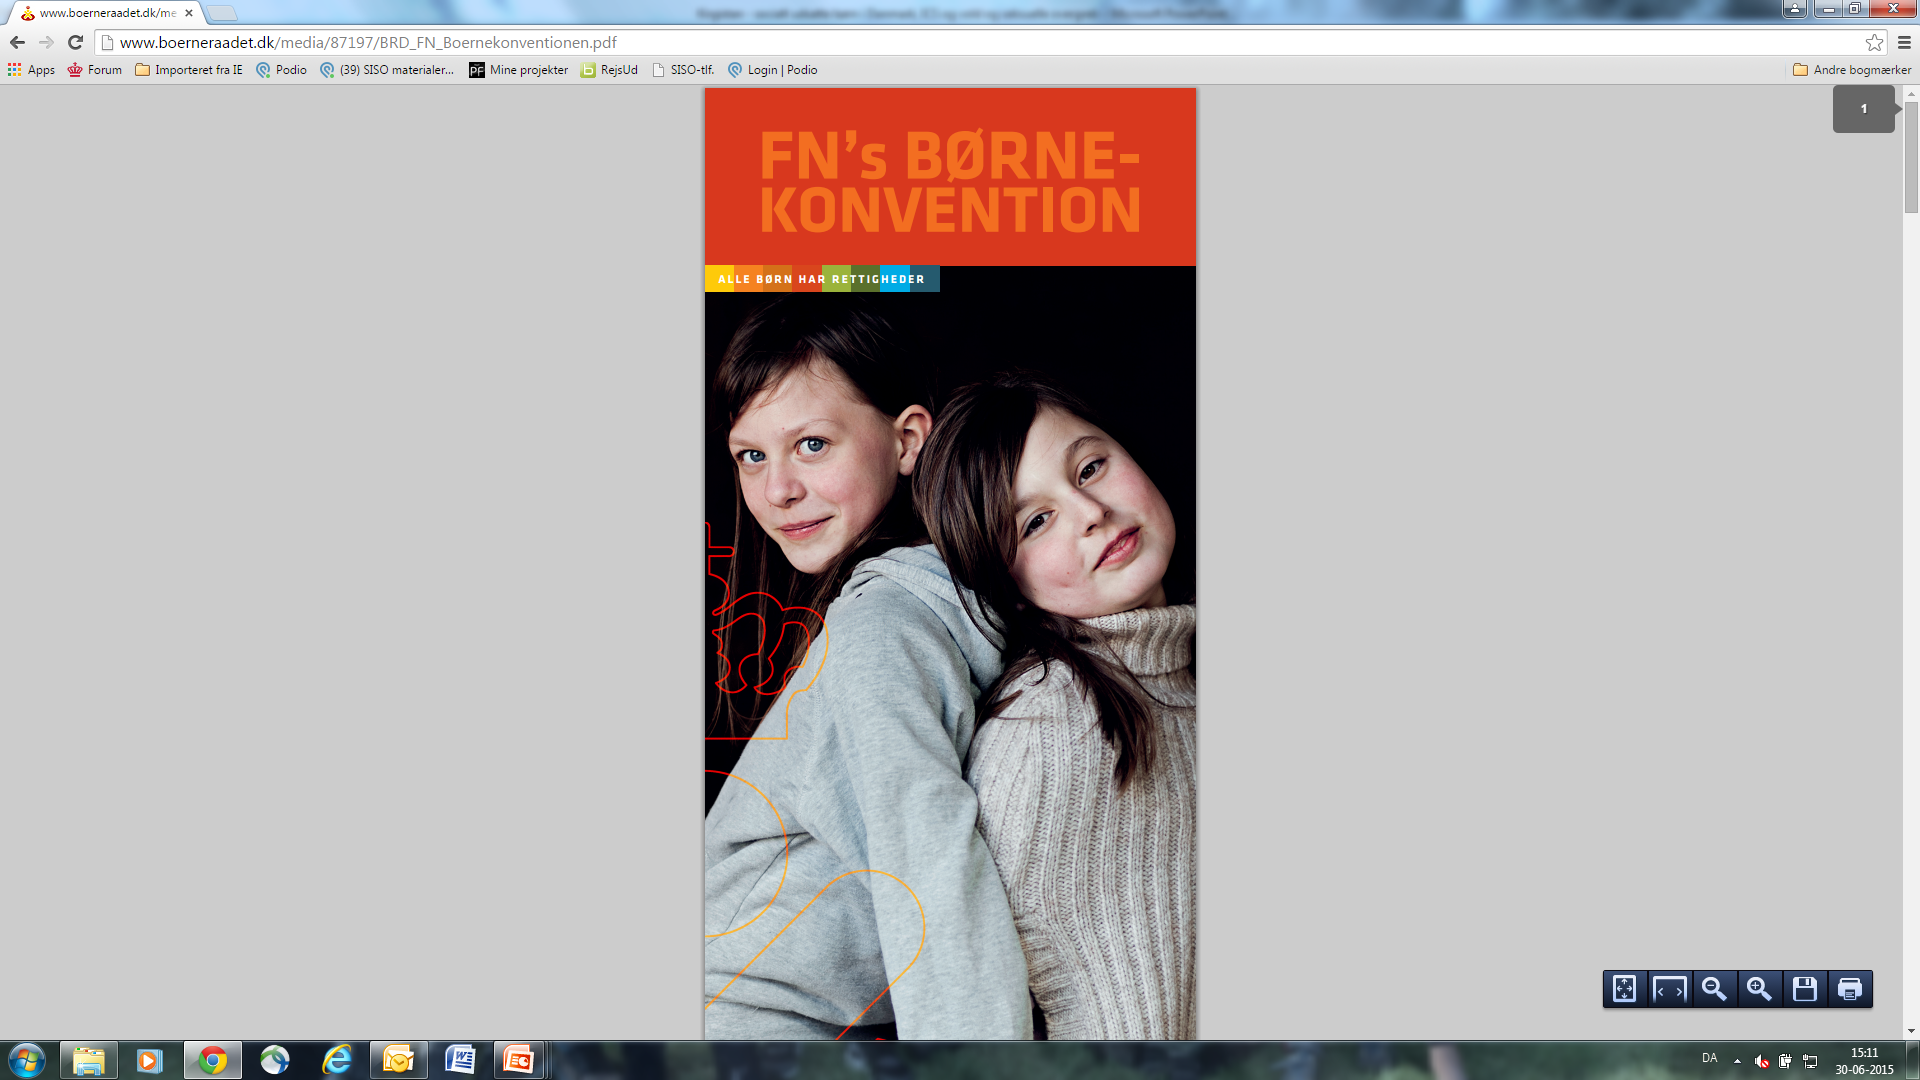 www.boerneraadet.dk/me
www.boerneraadet.dk/media/87197/BRD_FN_Boernekonventionen.pdf
Apps Forum Importeret fra IE Podio (39) SISO materialer... PF Mine projekter RejsUd SISO-tlf. Login | Podio Andre bogmærker
1
FN's BØRNE-
KONVENTION
ALLE BØRN HAR RETTIGHEDER
DA 15:11
30-06-2015